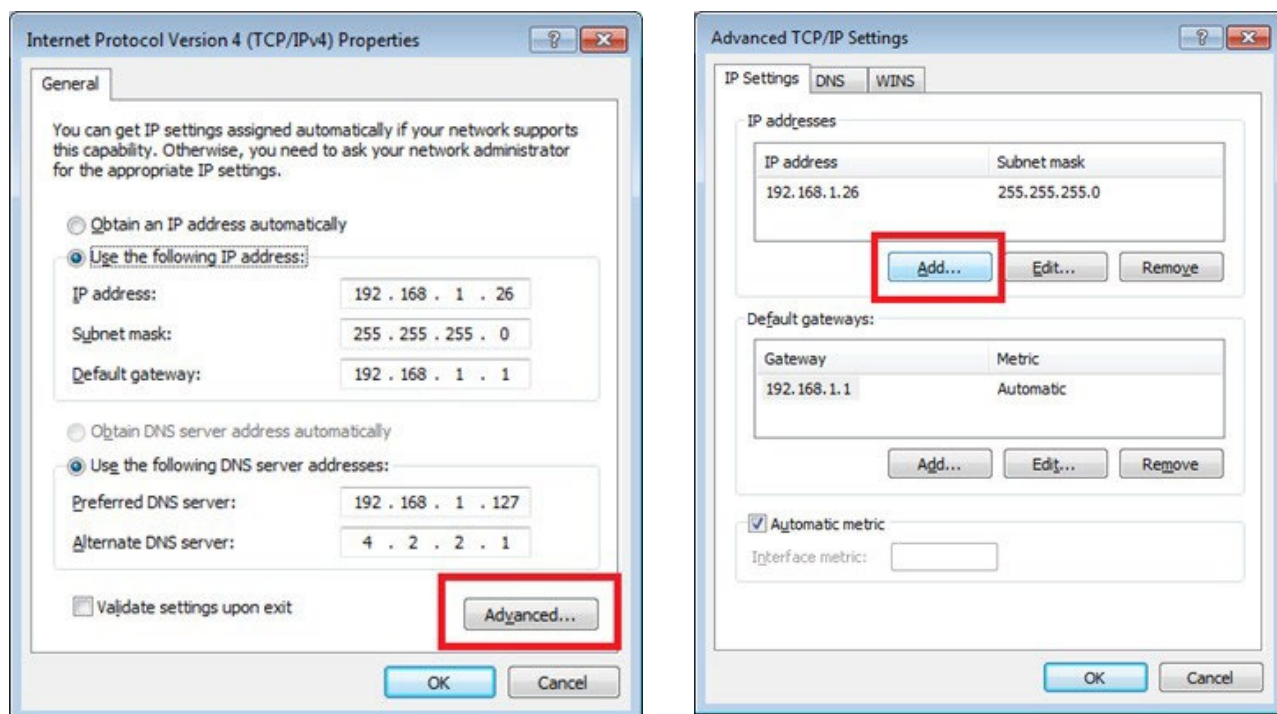 Internet Protocol Version 4 (TCP/IPv4) Properties
General
You can get IP settings assigned automatically if your network supports
this capability. Otherwise, you need to ask your network administrator
for the appropriate IP settings.
Obtain an IP address automatically
Use the following IP address:
IP address: 192 . 168 . 1 . 26
Subnet mask: 255 . 255 . 255 . 0
Default gateway: 192 . 168 . 1 . 1
Obtain DNS server address automatically
Use the following DNS server addresses:
Preferred DNS server: 192 . 168 . 1 . 127
Alternate DNS server: 4 . 2 . 2 . 1
Validate settings upon exit
Advanced...
OK Cancel
Advanced TCP/IP Settings
IP Settings DNS WINS
IP addresses
IP address Subnet mask
192.168.1.26 255.255.255.0
Add... Edit... Remove
Default gateways:
Gateway Metric
192.168.1.1 Automatic
Add... Edit... Remove
Automatic metric
Interface metric:
OK Cancel